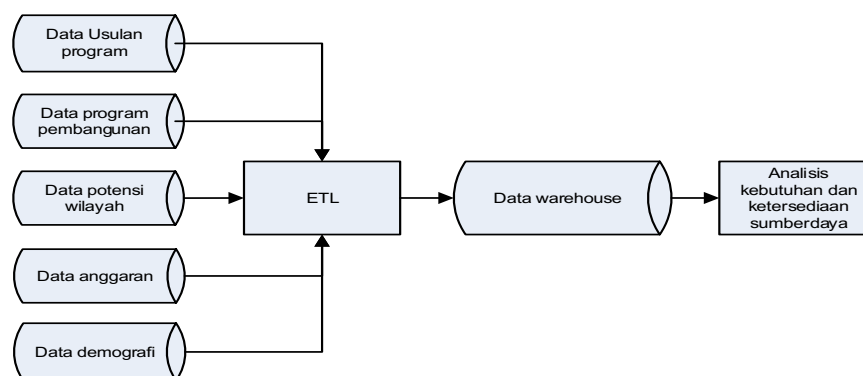 Data Usulan
program
Data program
pembangunan
Data potensi
wilayah
Data anggaran
Data demografi
ETL
Data warehouse
Analisis
kebutuhan dan
ketersediaan
sumberdaya